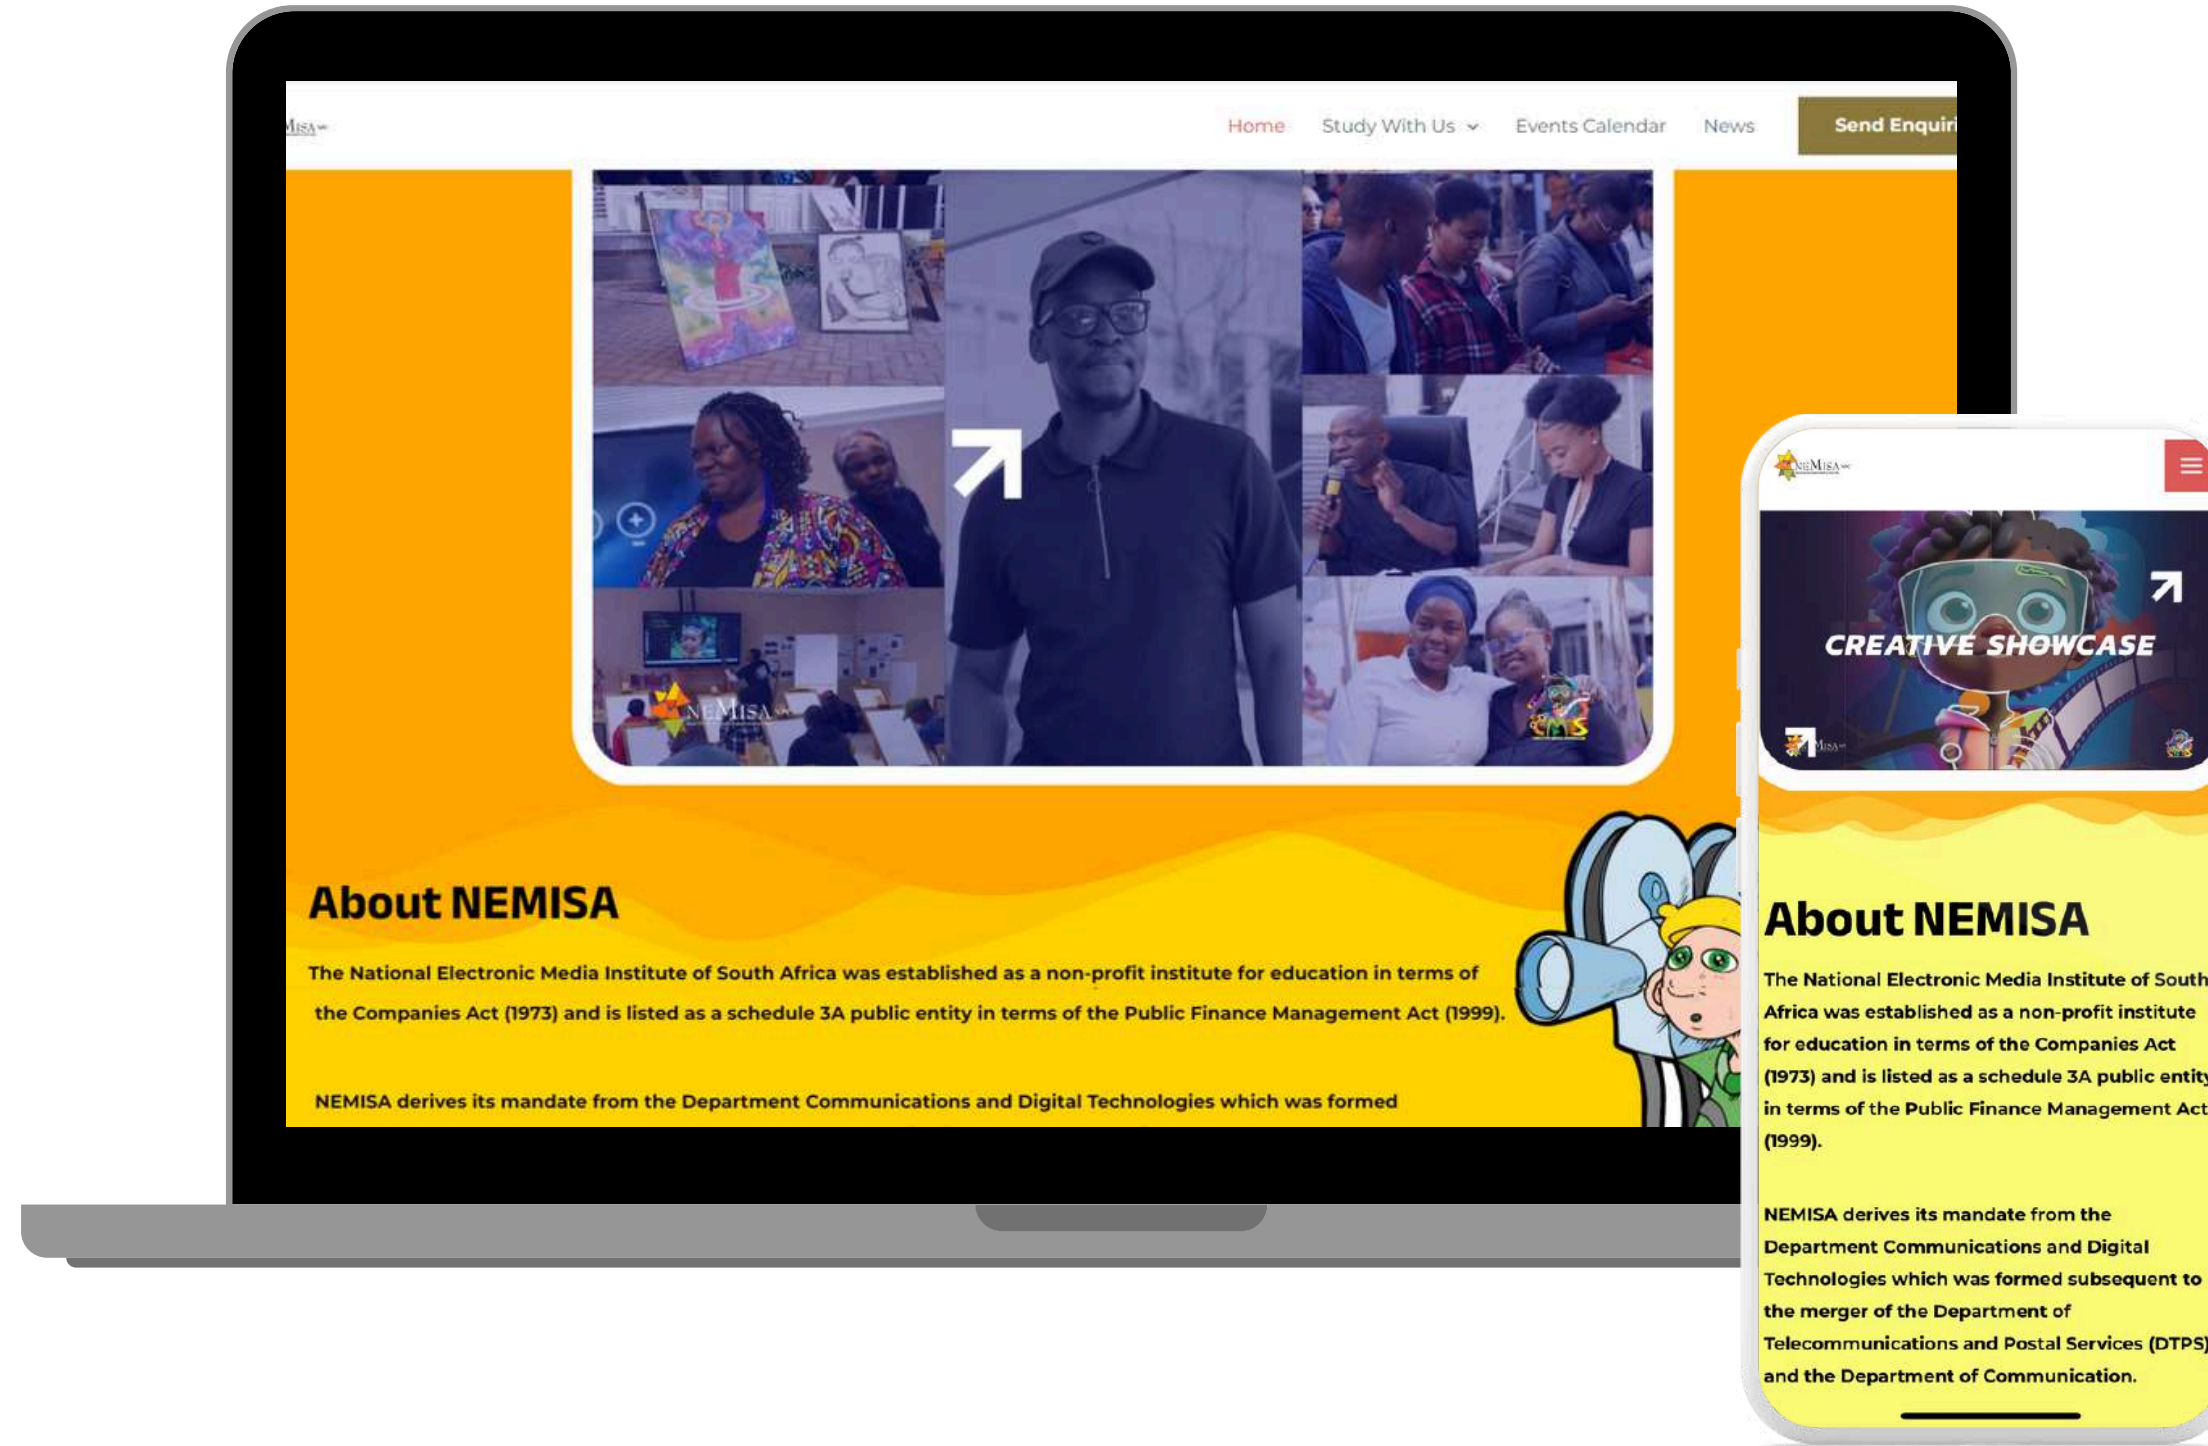 Home Study With Us Events Calendar News Send Enquiri
NEMISA
CMS
About NEMISA
The National Electronic Media Institute of South Africa was established as a non-profit institute for education in terms of
the Companies Act (1973) and is listed as a schedule 3A public entity in terms of the Public Finance Management Act (1999).
NEMISA derives its mandate from the Department Communications and Digital Technologies which was formed
NEMISA
CREATIVE SHOWCASE
About NEMISA
The National Electronic Media Institute of South
Africa was established as a non-profit institute
for education in terms of the Companies Act
(1973) and is listed as a schedule 3A public entity
in terms of the Public Finance Management Act
(1999).
NEMISA derives its mandate from the
Department Communications and Digital
Technologies which was formed subsequent to
the merger of the Department of
Telecommunications and Postal Services (DTPS)
and the Department of Communication.